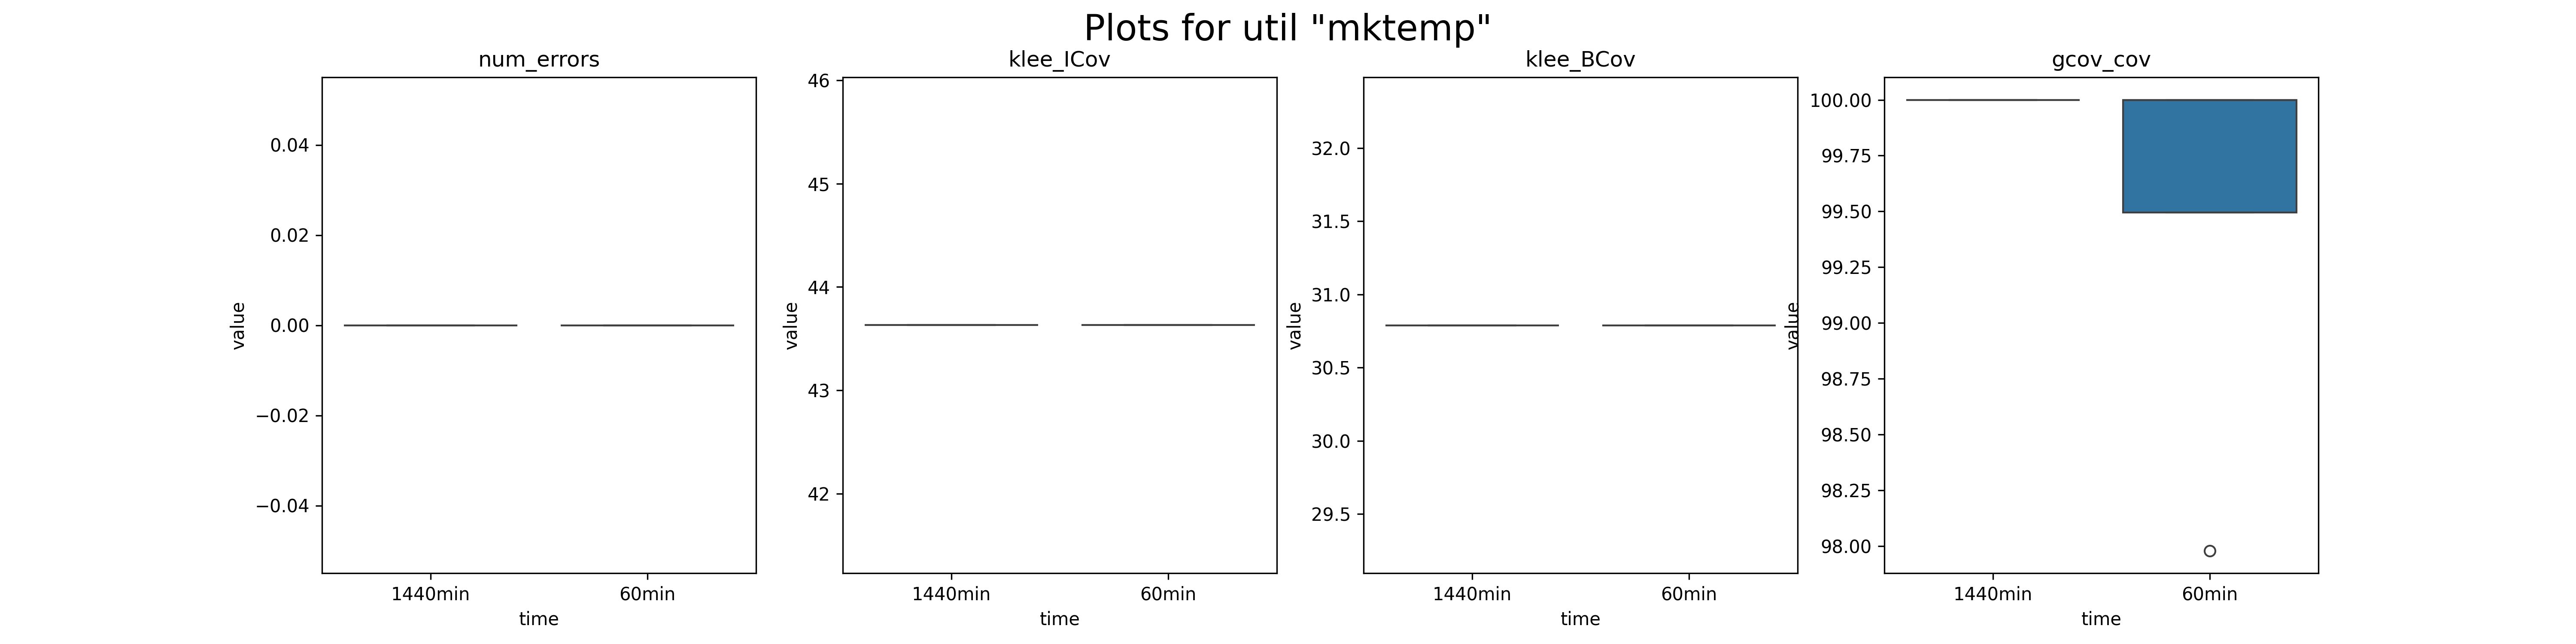 Plots for util "mktemp"
num_errors
0.04
0.02
0.00
−0.02
−0.04
value
1440min
60min
time
klee_ICov
46
45
44
43
42
value
1440min
60min
time
klee_BCov
32.0
31.5
31.0
30.5
30.0
29.5
value
1440min
60min
time
gcov_cov
100.00
99.75
99.50
99.25
99.00
98.75
98.50
98.25
98.00
value
1440min
60min
time